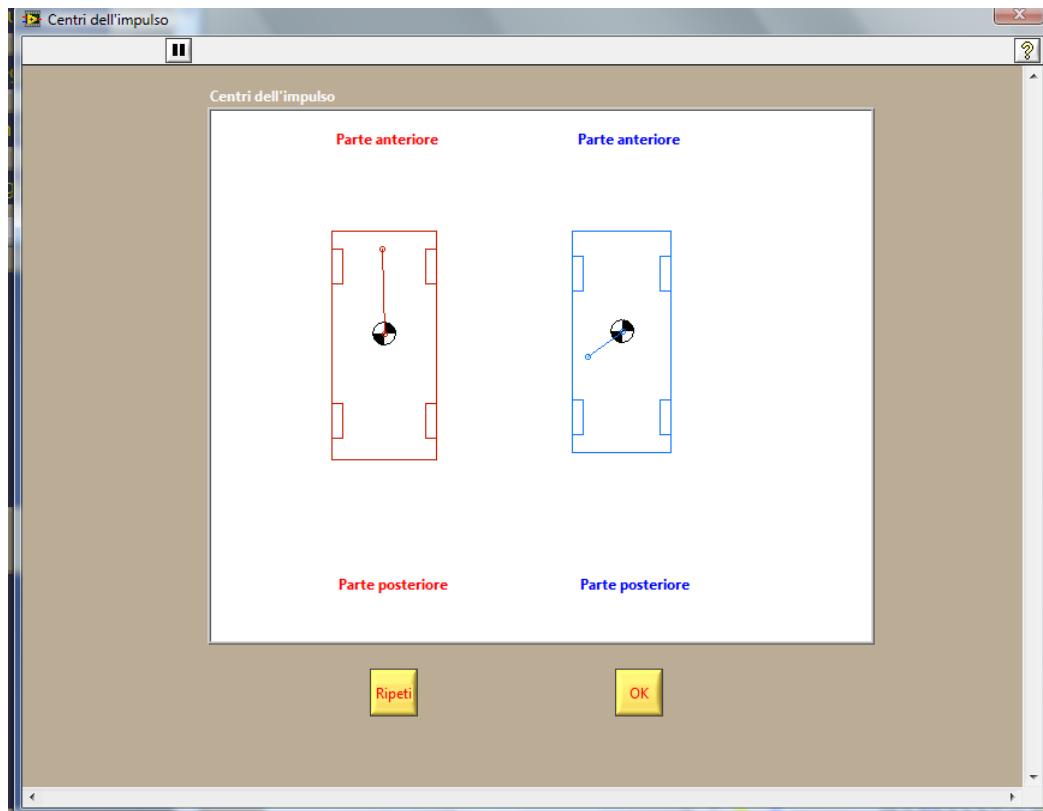 Centri dell'impulso
?
Centri dell'impulso
Parte anteriore
Parte anteriore
Parte posteriore
Parte posteriore
Ripeti
OK